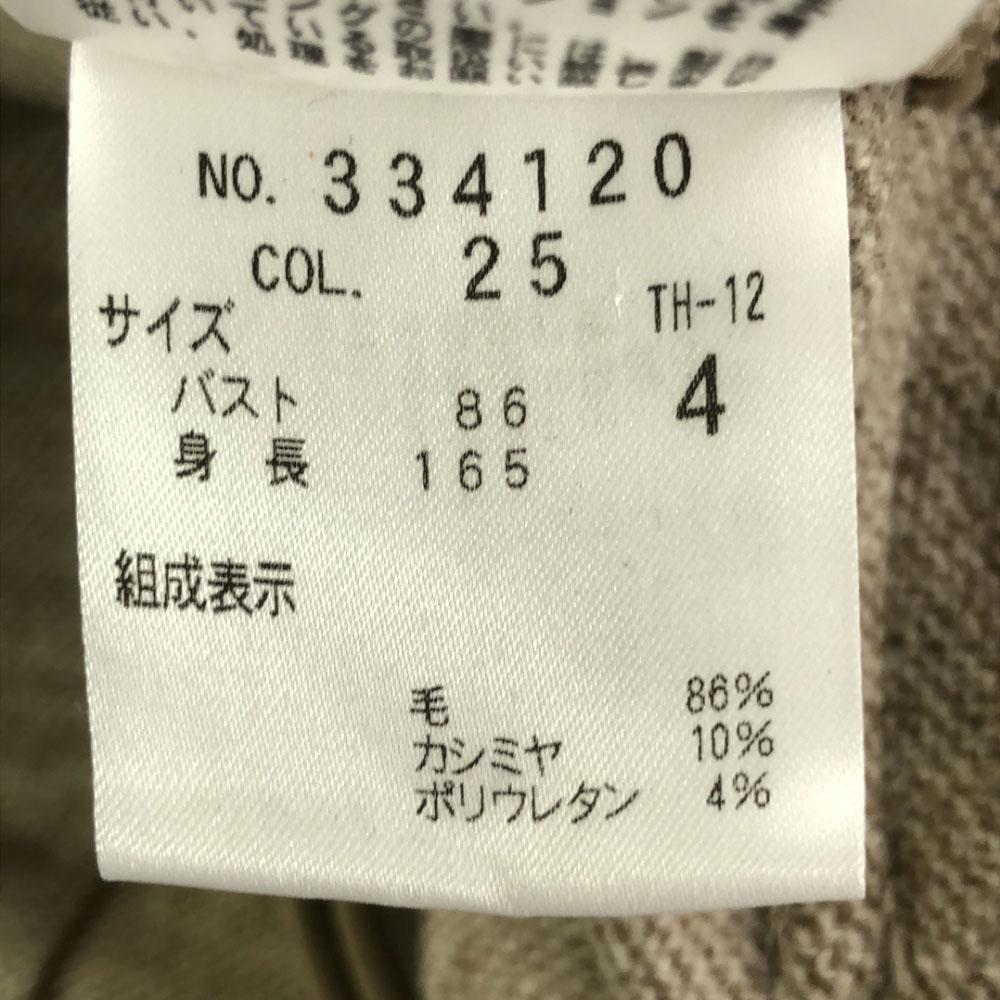 NO. 334120
COL. 25
サイズ TH-12
バスト 86 4
身長 165
組成表示
毛 86%
カシミヤ 10%
ポリウレタン 4%